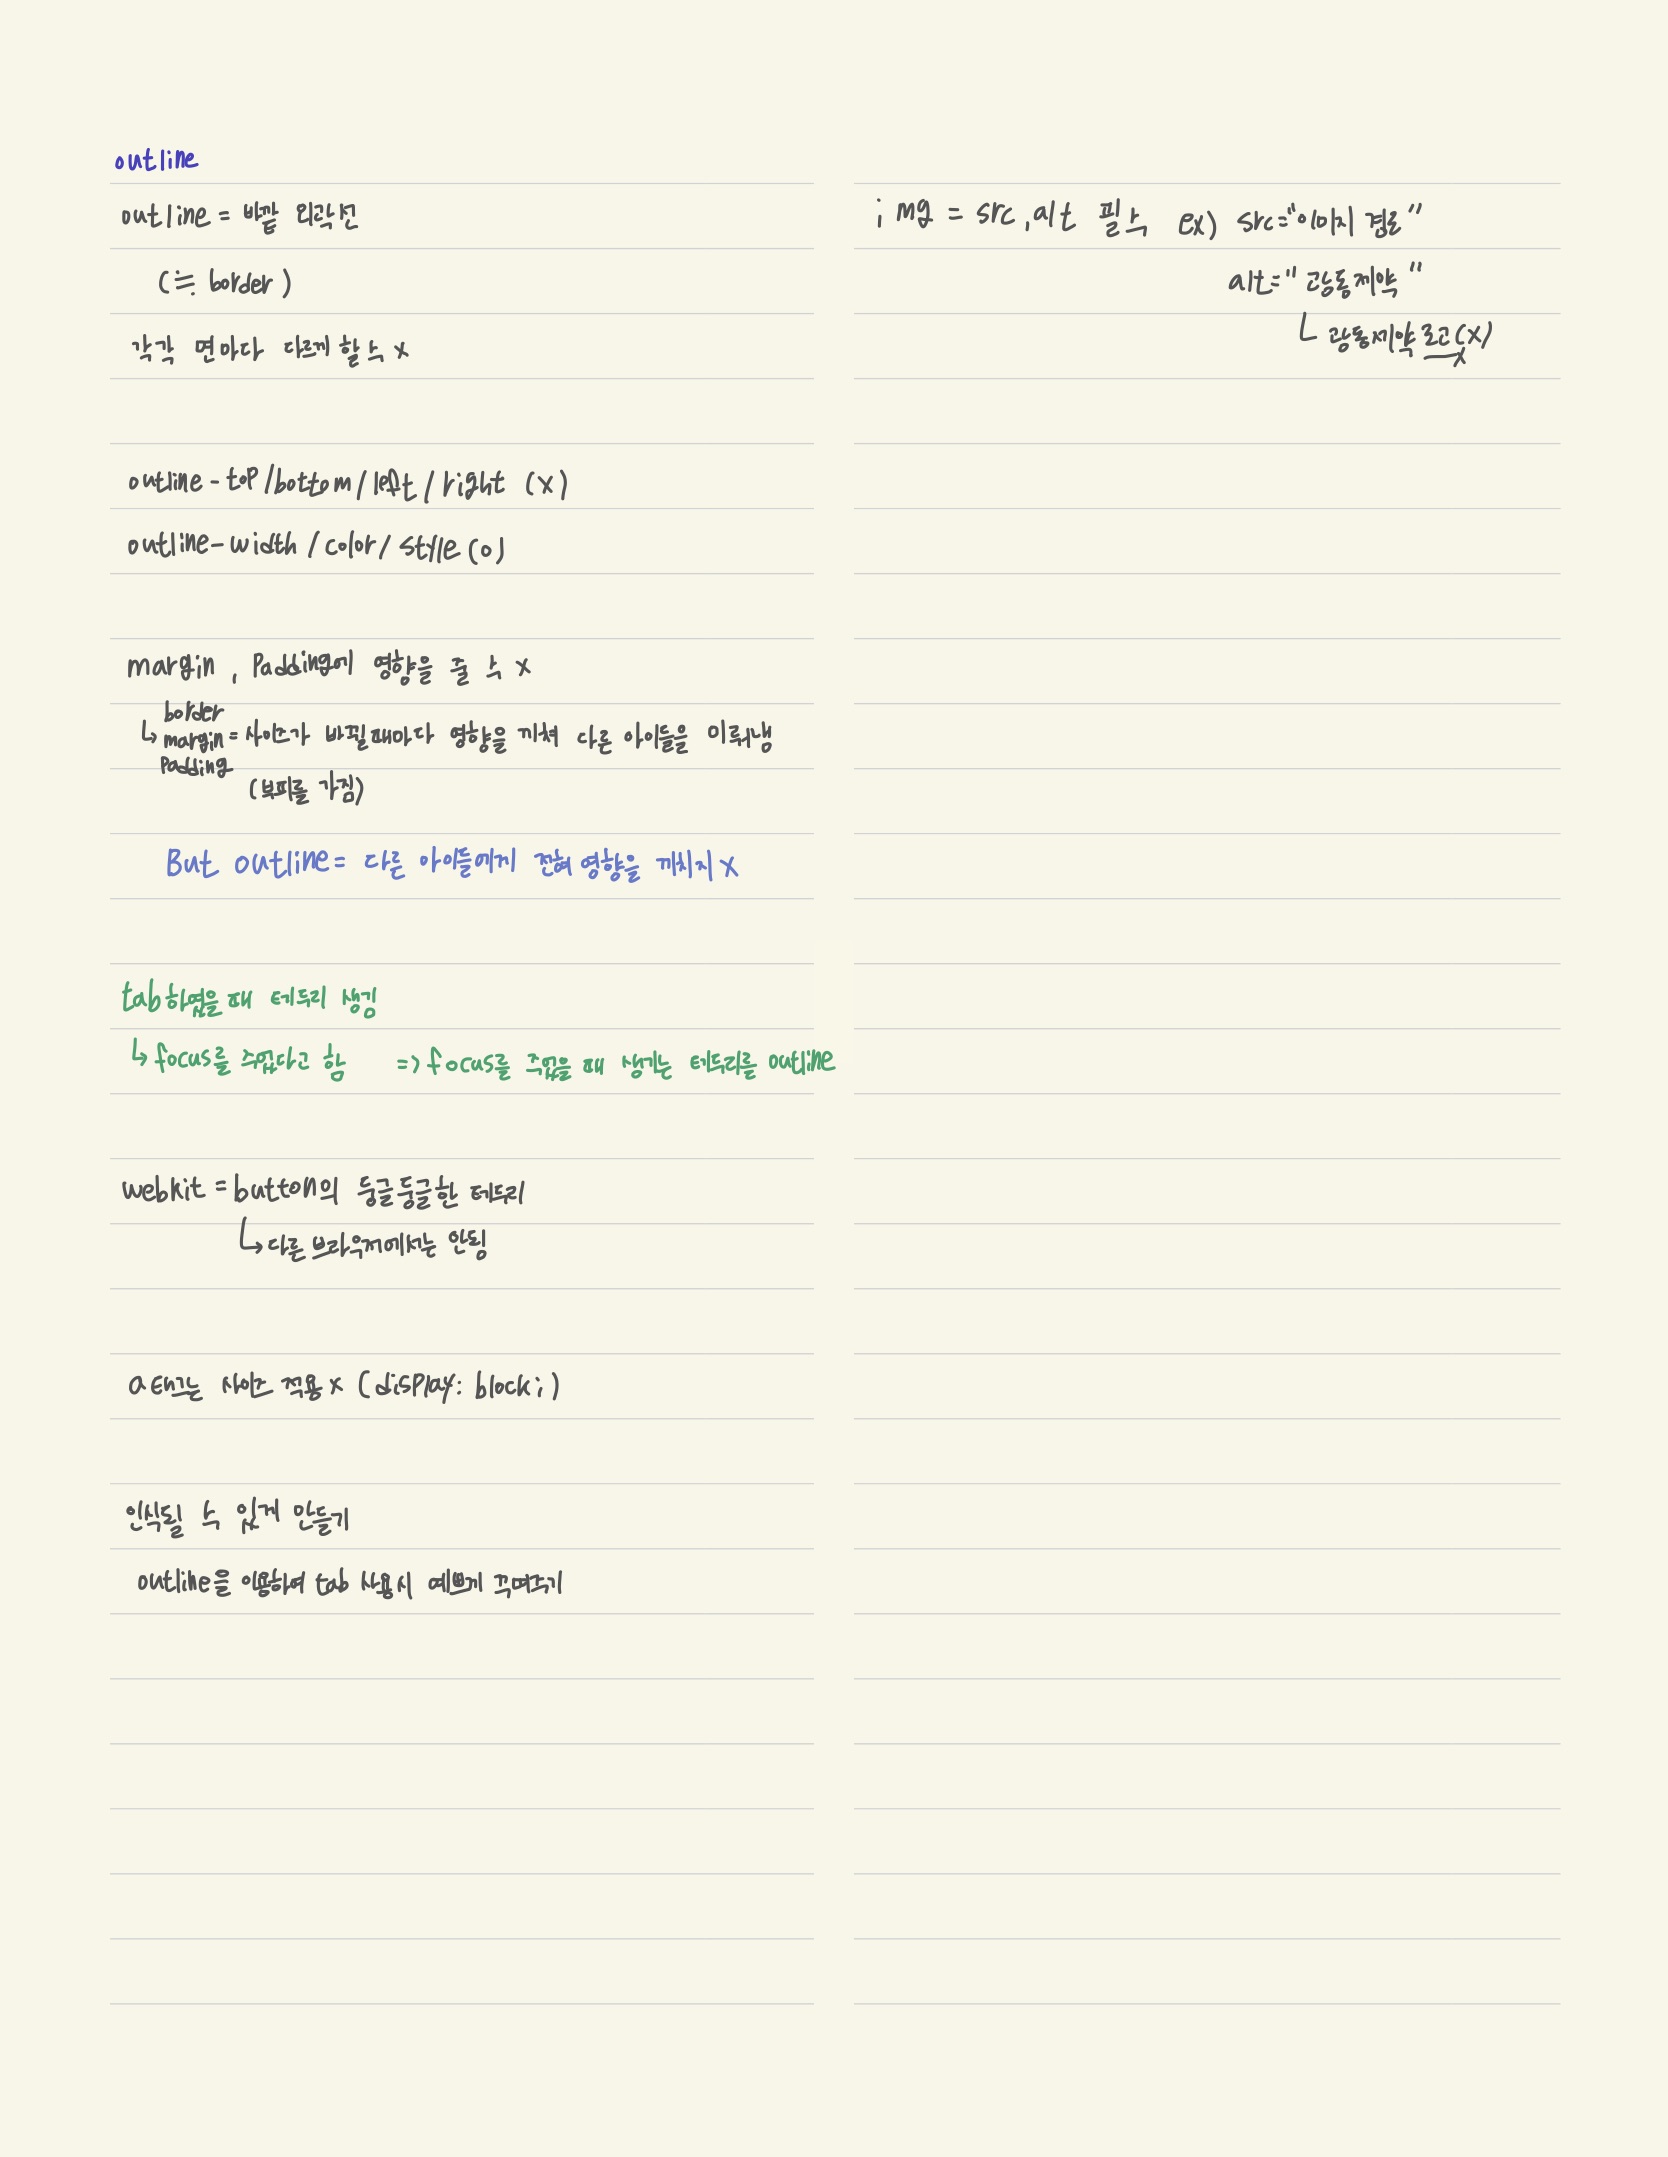 outline
outline =바깥 외곽선
(≒ border)
각각 면마다 다르게 할 수 x
outline - top/bottom/left/right (x)
outline-width/color/style (o)
margin, Padding에 영향을 줄 수 x
border
↳ margin = 사이즈가 바뀔때마다 영향을 끼쳐 다른 아이들을 미뤄냄
Padding
(부피를 가짐)
But outline = 다른 아이들에게 전혀 영향을 끼치지 x
tab하였을 때 테두리 생김
↳ focus를 주었다고 함 => focus를 주었을 때 생기는 테두리를 outline
webkit = button의 둥글둥글한 테두리
↳ 다른 브라우저에서는 안됨
a태그는 사이즈 적용 x (display: block;)
인식될 수 있게 만들기
outline을 이용하여 tab 사용시 예쁘게 꾸며주기
img = src, alt 필수 ex) src="이미지 경로"
alt="광동제약"
ㄴ 광동제약 로고(x)
x